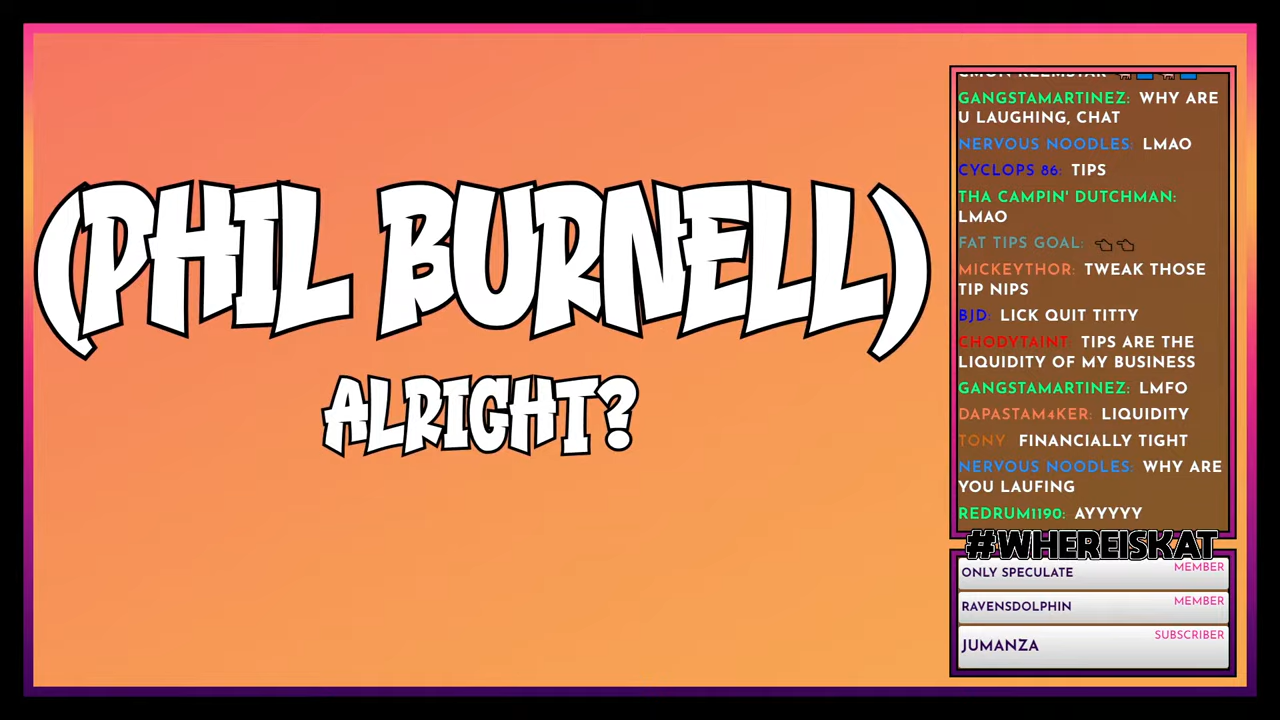 (PHIL BURNELL)
ALRIGHT?
CMON KEEMSTAR
GANGSTAMARTINEZ: WHY ARE
U LAUGHING, CHAT
NERVOUS NOODLES: LMAO
CYCLOPS 86: TIPS
THA CAMPIN' DUTCHMAN:
LMAO
FAT TIPS GOAL:
MICKEYTHOR: TWEAK THOSE
TIP NIPS
BJD: LICK QUIT TITTY
CHODYTAINT: TIPS ARE THE
LIQUIDITY OF MY BUSINESS
GANGSTAMARTINEZ: LMFO
DAPASTAM4KER: LIQUIDITY
TONY FINANCIALLY TIGHT
NERVOUS NOODLES: WHY ARE
YOU LAUFING
REDRUM1190: AYYYYY
#WHEREISKAT
ONLY SPECULATE MEMBER
RAVENSDOLPHIN MEMBER
JUMANZA SUBSCRIBER